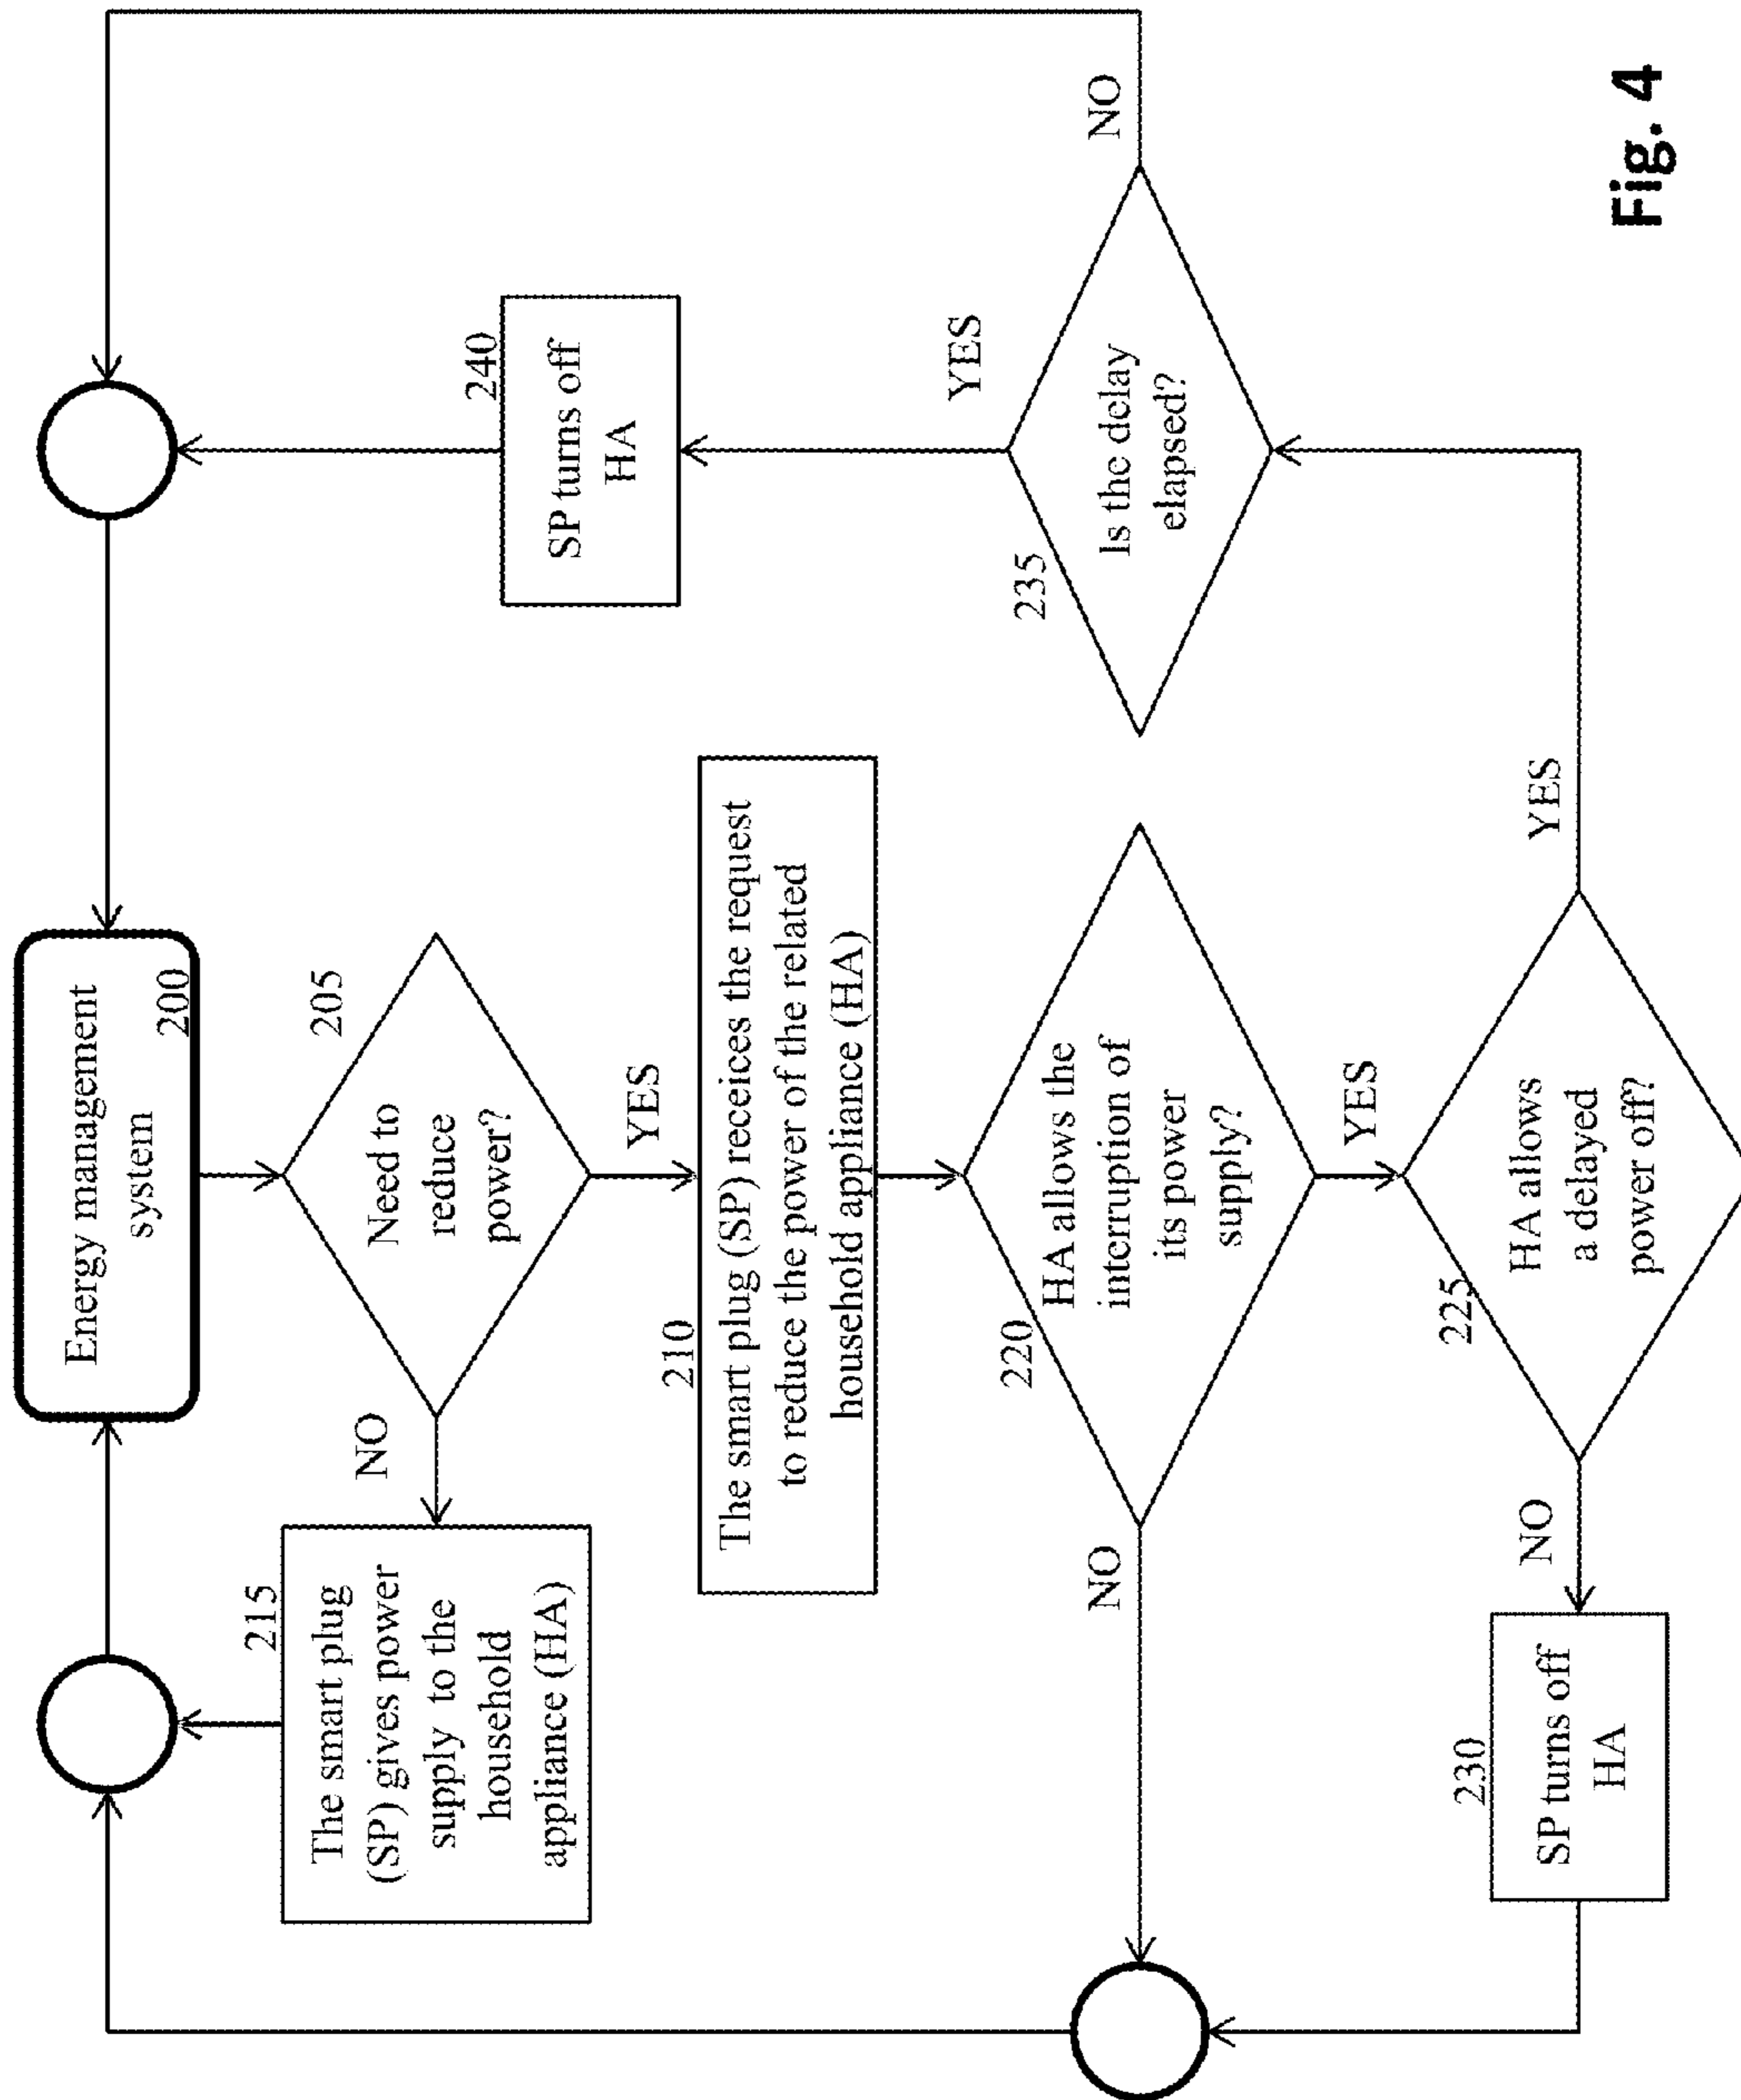 Energy management
system
200
Need to
reduce
power?
205
NO
YES
The smart plug
(SP) gives power
supply to the
household
appliance (HA)
215
210
The smart plug (SP) receices the request
to reduce the power of the related
household appliance (HA)
220
HA allows the
interruption of
its power
supply?
NO
YES
225
HA allows
a delayed
power off?
NO
YES
230
SP turns off
HA
235
Is the delay
elapsed?
YES
NO
240
SP turns off
HA
Fig. 4